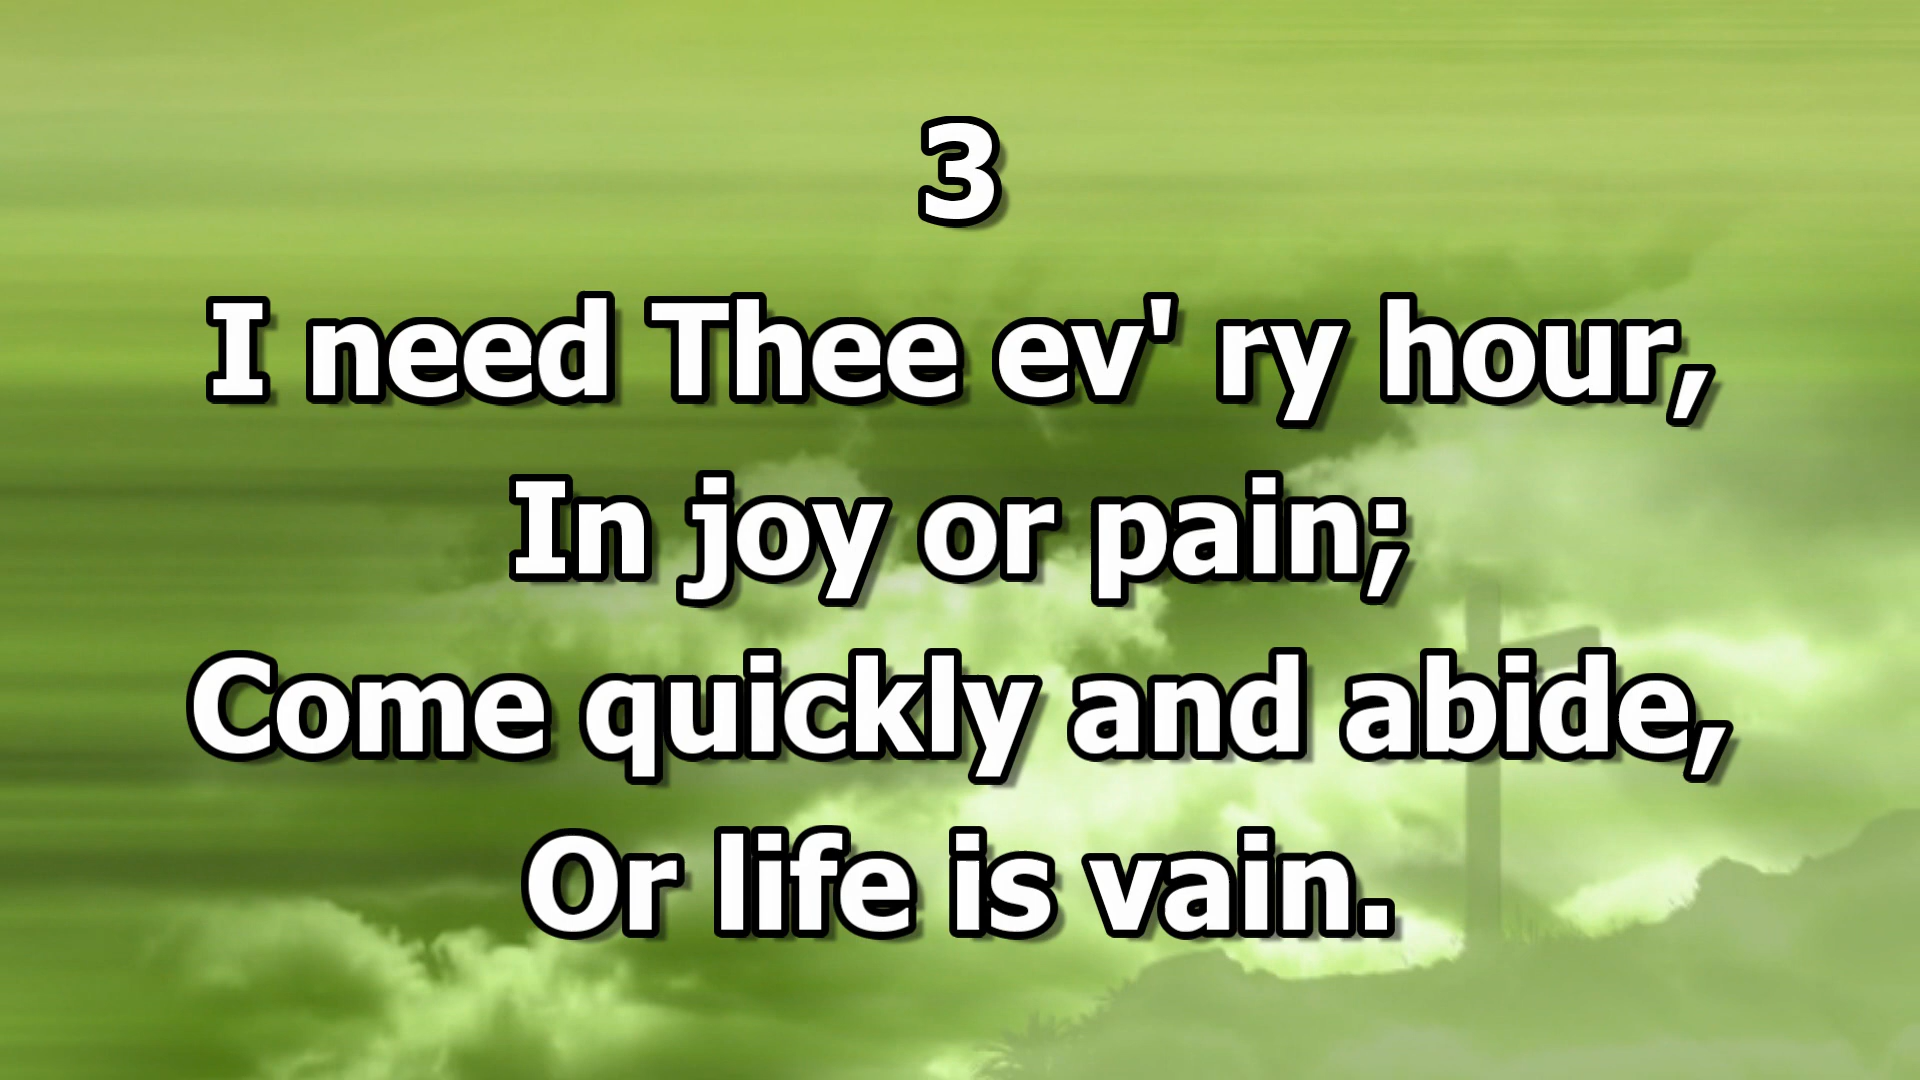 3
I need Thee ev' ry hour,
In joy or pain;
Come quickly and abide,
Or life is vain.